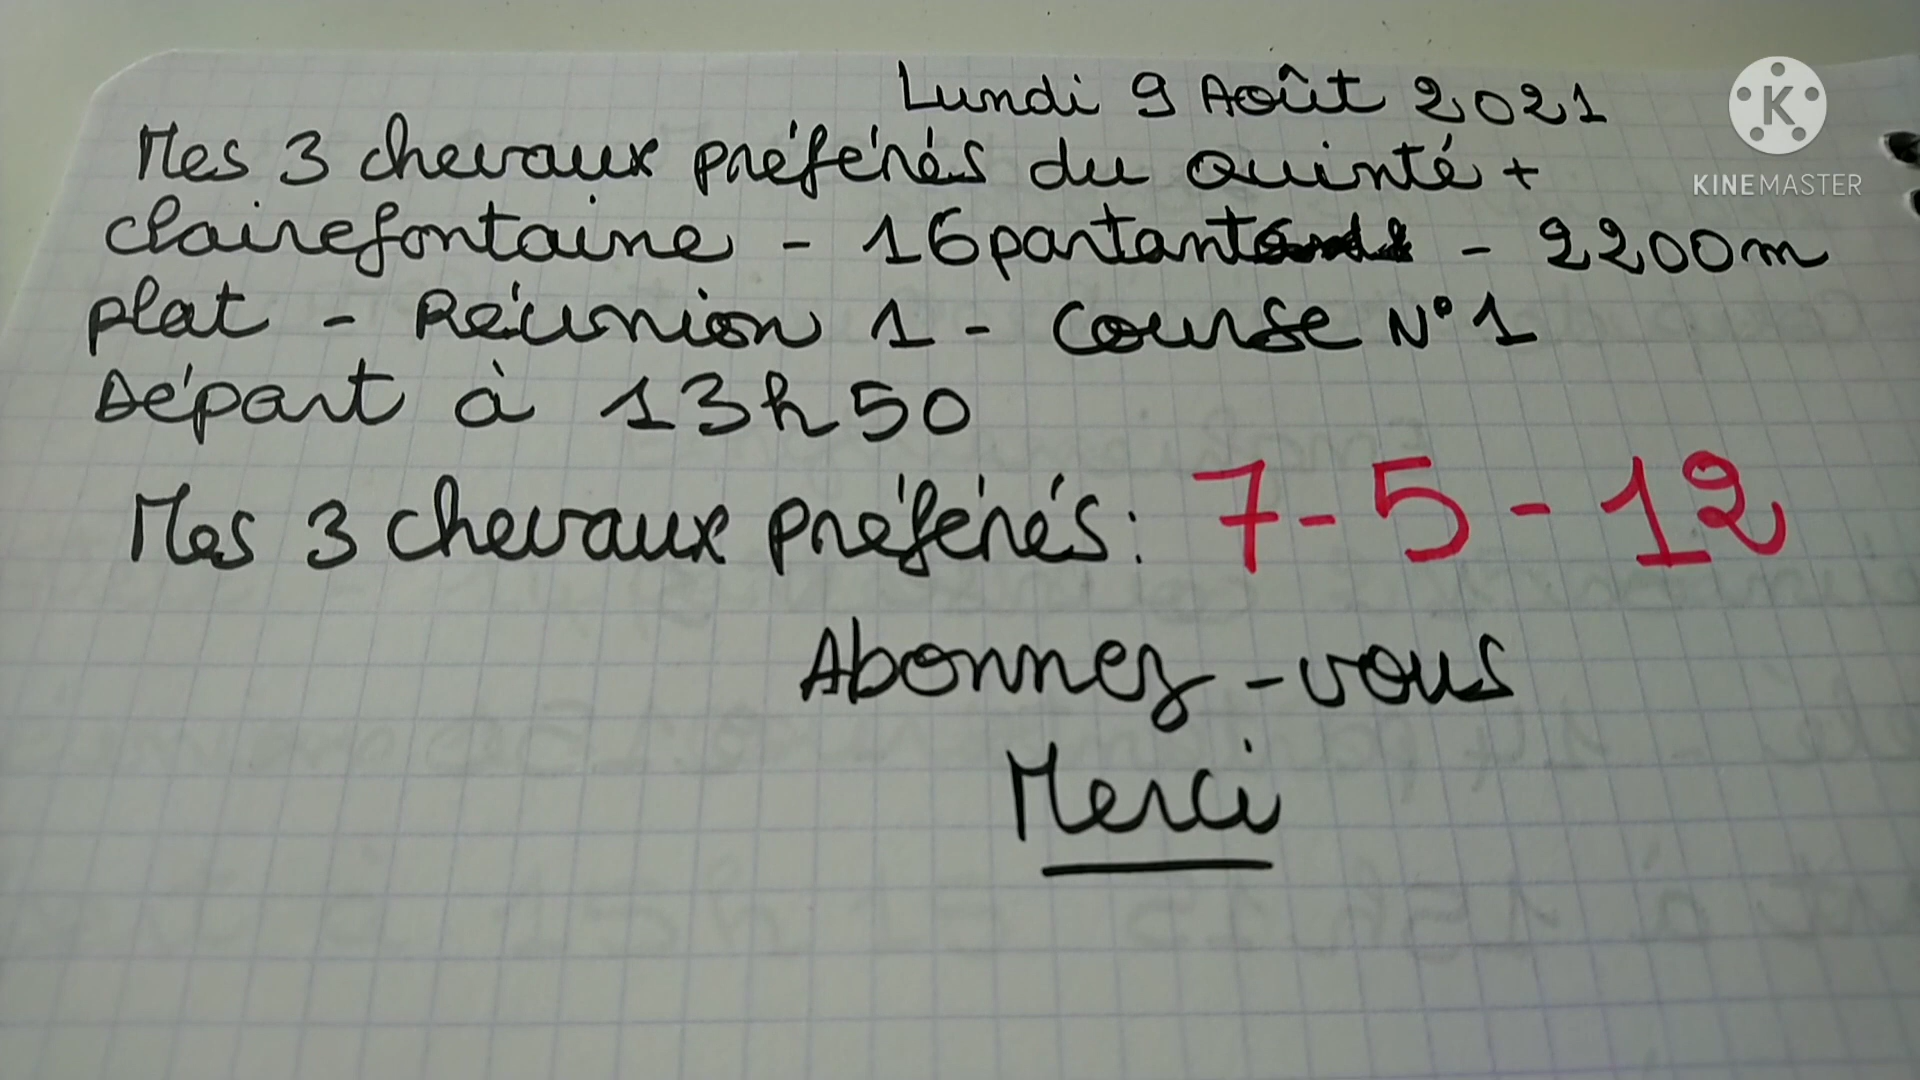 Lundi 9 Août 2021
Mes 3 chevaux préférés du Quinté +
Clairefontaine - 16 partants - 2200m
plat - Réunion 1 - Course N° 1
Départ à 13h50
Mes 3 chevaux préférés : 7 - 5 - 12
Abonnez-vous
Merci
K
KINEMASTER